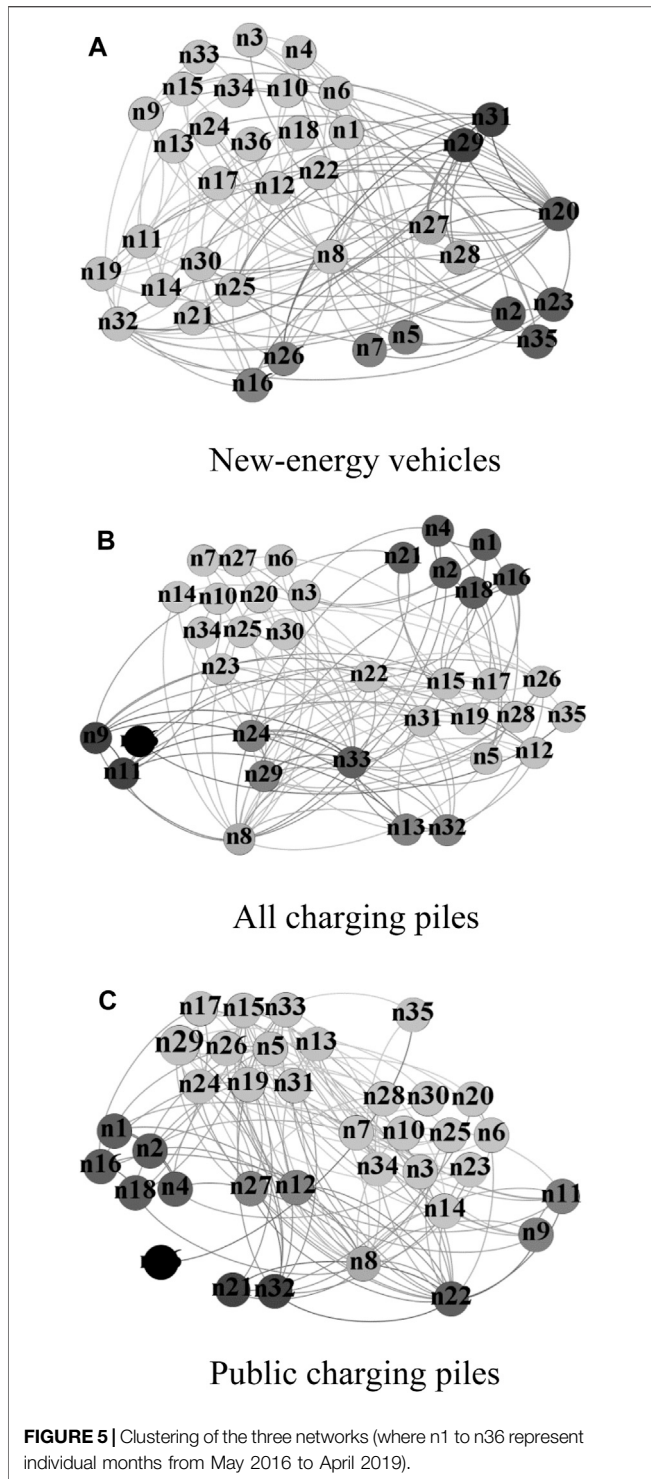 A
n3
n33
n4
n15
n34
n10
n6
n9
n31
n24
n18
n1
n13
n36
n29
n22
n17
n12
n20
n27
n11
n8
n28
n30
n19
n14
n25
n23
n32
n21
n2
n5
n35
n26
n7
n16
New-energy vehicles
B
n4
n1
n7
n27
n6
n21
n2
n16
n14
n10
n20
n3
n18
n34
n25
n30
n23
n22
n15
n17
n26
n31
n19
n28
n35
n9
n24
n11
n33
n5
n12
n29
n8
n13
n32
All charging piles
C
n17
n15
n33
n35
n29
n26
n5
n13
n24
n19
n31
n28
n30
n20
n1
n7
n10
n25
n6
n2
n16
n34
n3
n23
n18
n4
n27
n12
n11
n14
n9
n8
n21
n32
n22
Public charging piles
FIGURE 5 | Clustering of the three networks (where n1 to n36 represent
individual months from May 2016 to April 2019).